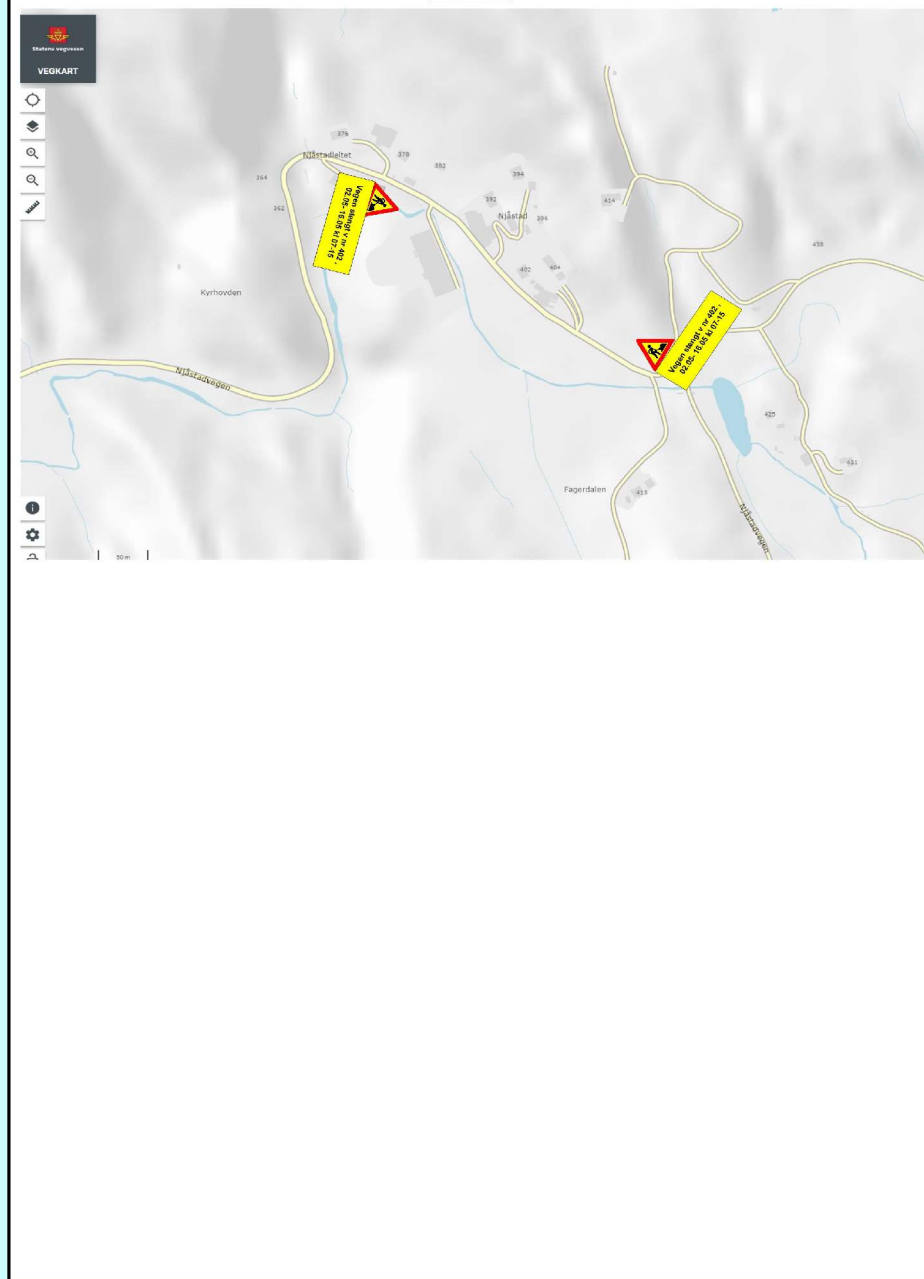 Statens vegvesen
VEGKART
376
Njåstadleitet
378
382
364
394
362
392
414
Njåstad
396
Vegen stengt v nr 402 ,
02.05- 16.05 kl 07-15
438
402
404
Kyrhovden
Vegen stengt v nr 402 ,
02.05- 16.05 kl 07-15
Njåstadvegen
425
431
Fagerdalen
413
Njåstadvegen
50 m